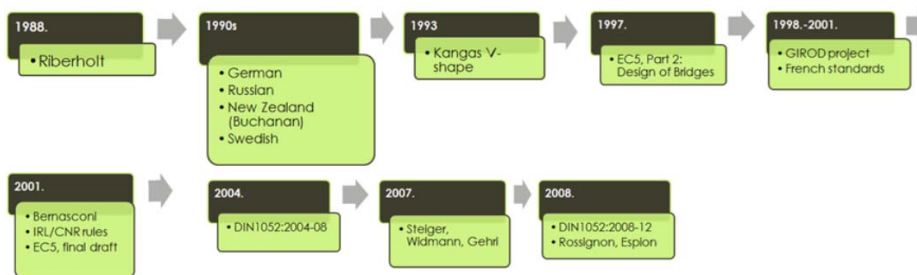 1988.
• Riberholt
1990s
• German
• Russian
• New Zealand
(Buchanan)
• Swedish
1993
• Kangas V-
shape
1997.
• EC5, Part 2:
Design of Bridges
1998.-2001.
• GIROD project
• French standards
2001.
• Bernasconi
• IRL/CNR rules
• EC5, final draft
2004.
• DIN1052:2004-08
2007.
• Steiger,
Widmann, Gehri
2008.
• DIN1052:2008-12
• Rossignon, Espion